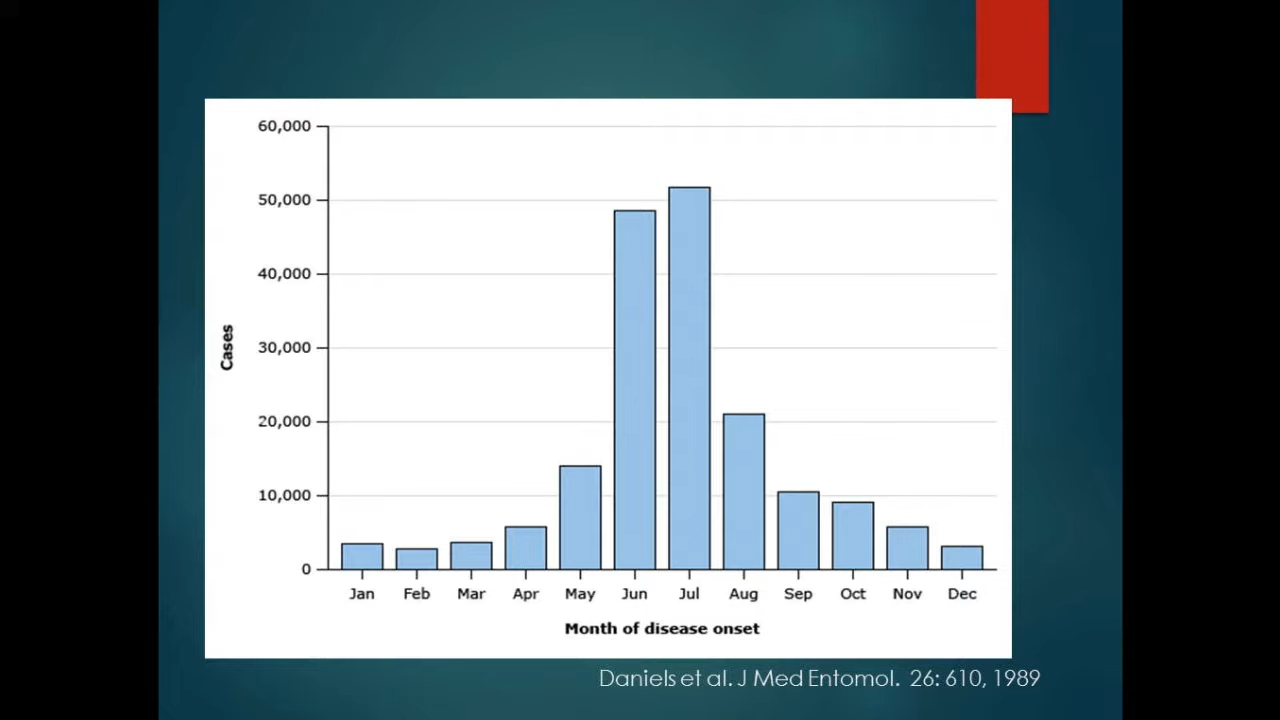 60,000
50,000
40,000
30,000
20,000
10,000
0
Cases
Jan Feb Mar Apr May Jun Jul Aug Sep Oct Nov Dec
Month of disease onset
Daniels et al. J Med Entomol. 26: 610, 1989